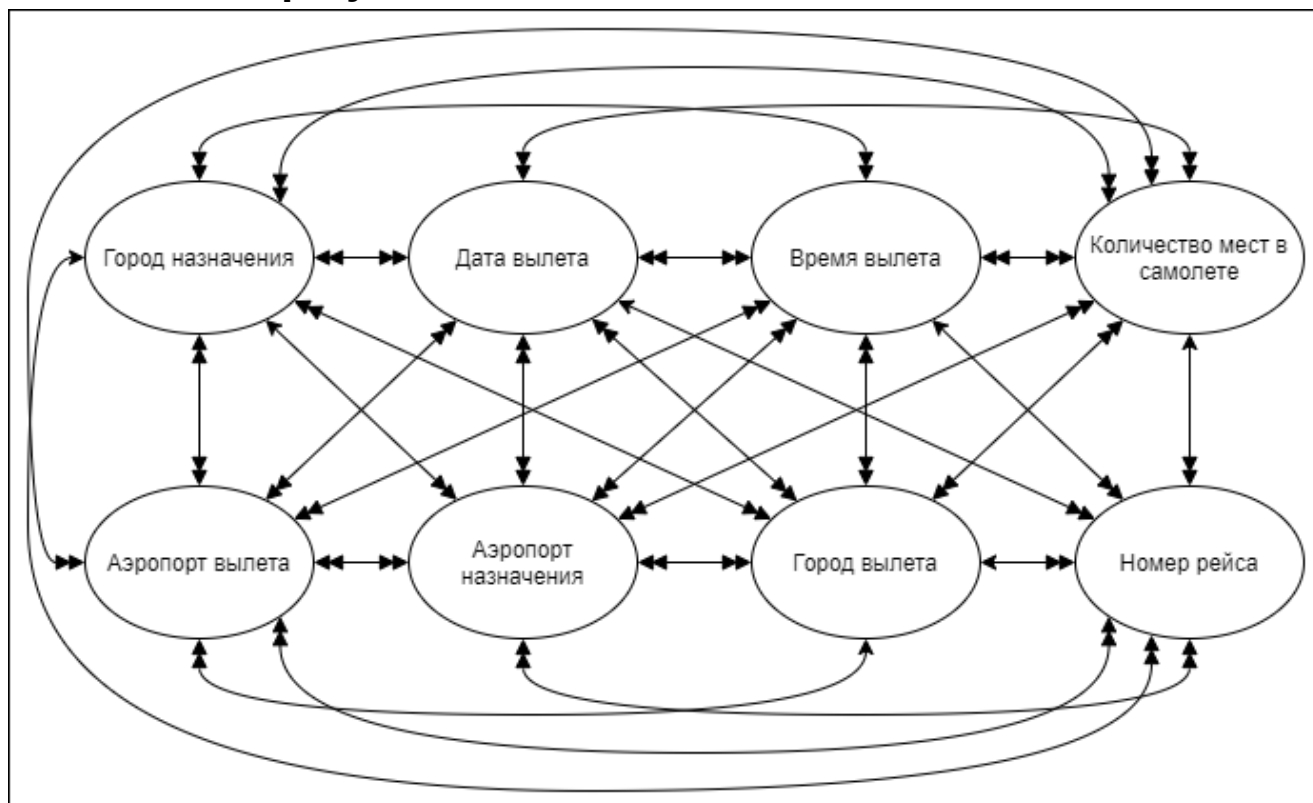 Город назначения
Дата вылета
Время вылета
Количество мест в
самолете
Аэропорт вылета
Аэропорт
назначения
Город вылета
Номер рейса